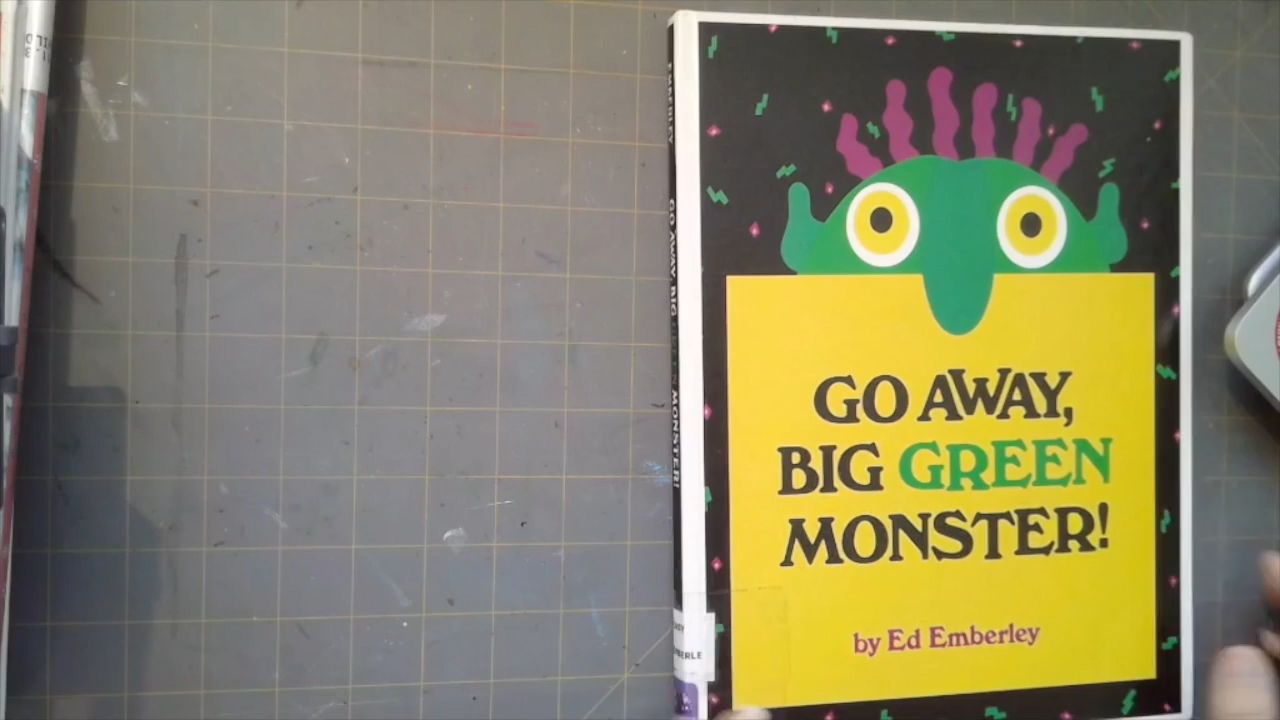 GO AWAY,
BIG GREEN
MONSTER!
by Ed Emberley
EMBERLEY
GO AWAY, BIG GREEN MONSTER!